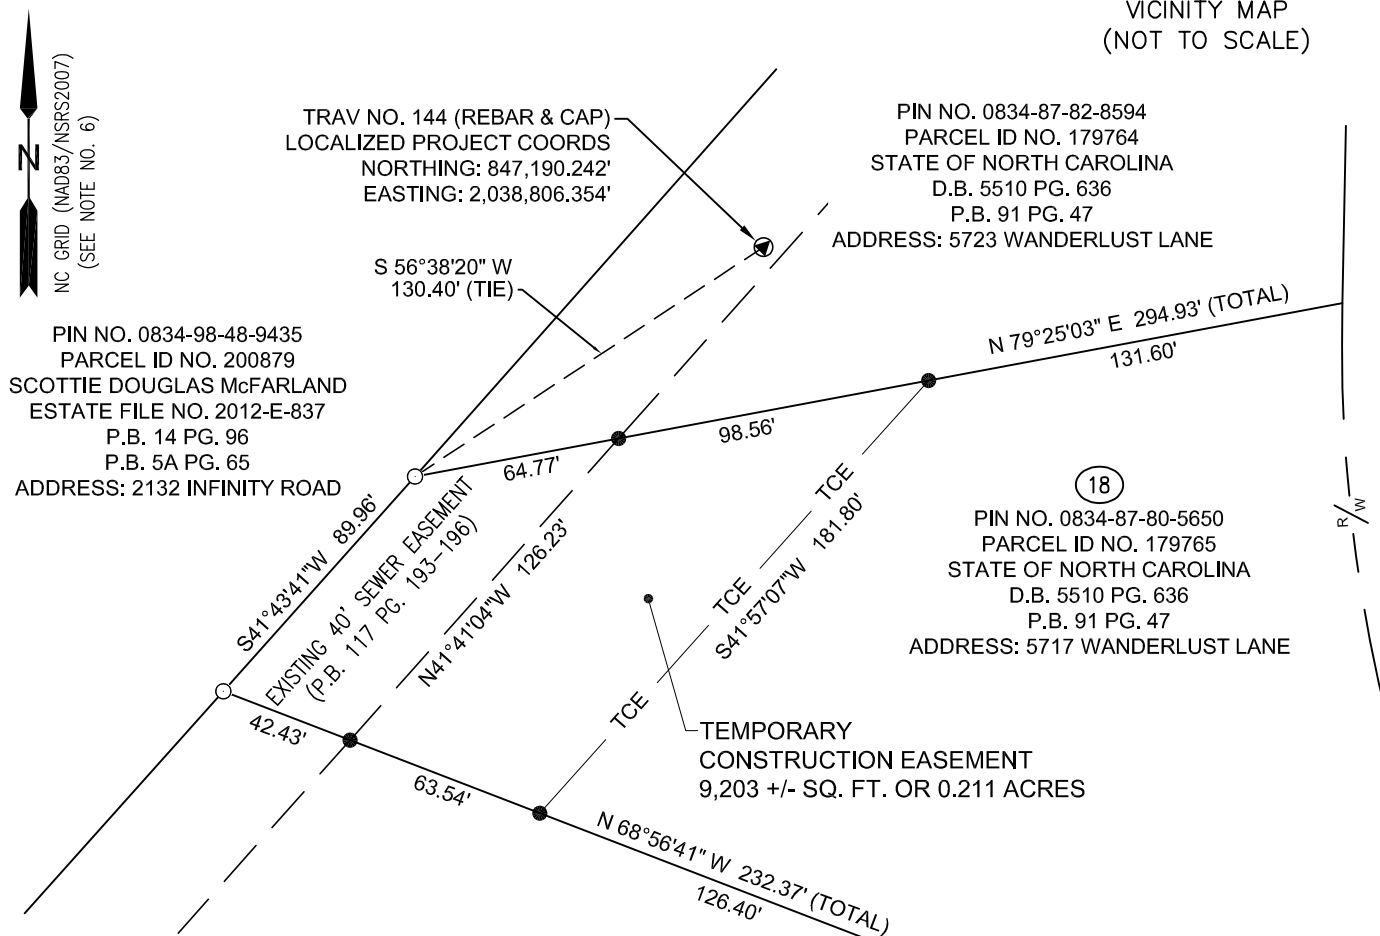 VICINITY MAP
(NOT TO SCALE)
N
NC GRID (NAD83/NSRS2007)
(SEE NOTE NO. 6)
TRAV NO. 144 (REBAR & CAP)
LOCALIZED PROJECT COORDS
NORTHING: 847,190.242'
EASTING: 2,038,806.354'
PIN NO. 0834-87-82-8594
PARCEL ID NO. 179764
STATE OF NORTH CAROLINA
D.B. 5510 PG. 636
P.B. 91 PG. 47
ADDRESS: 5723 WANDERLUST LANE
S 56°38'20" W
130.40' (TIE)
PIN NO. 0834-98-48-9435
PARCEL ID NO. 200879
SCOTTIE DOUGLAS McFARLAND
ESTATE FILE NO. 2012-E-837
P.B. 14 PG. 96
P.B. 5A PG. 65
ADDRESS: 2132 INFINITY ROAD
N 79°25'03" E 294.93' (TOTAL)
131.60'
98.56'
64.77'
S41°43'41"W 89.96'
EXISTING 40' SEWER EASEMENT
(P.B. 117 PG. 193-196)
N41°41'04"W 126.23'
TCE
TCE
S41°57'07"W 181.80'
TCE
18
PIN NO. 0834-87-80-5650
PARCEL ID NO. 179765
STATE OF NORTH CAROLINA
D.B. 5510 PG. 636
P.B. 91 PG. 47
ADDRESS: 5717 WANDERLUST LANE
R/W
TEMPORARY
CONSTRUCTION EASEMENT
9,203 +/- SQ. FT. OR 0.211 ACRES
42.43'
63.54'
N 68°56'41" W 232.37' (TOTAL)
126.40'